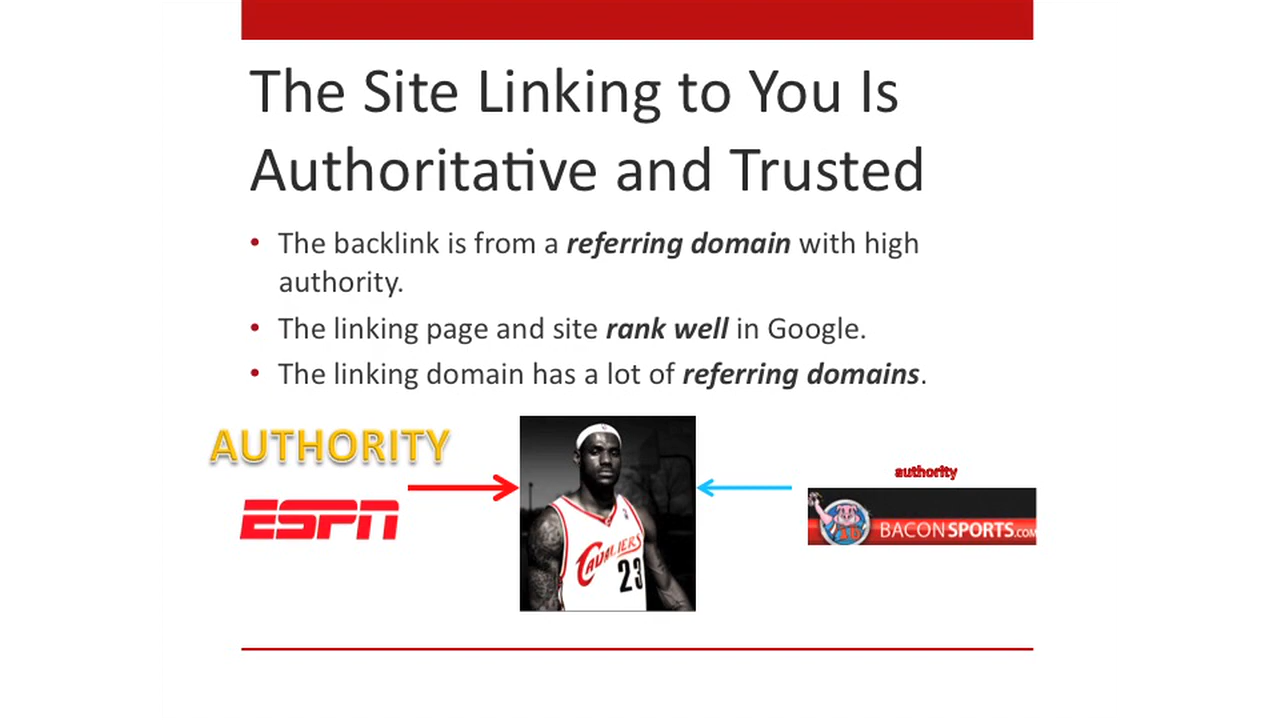 The Site Linking to You Is
Authoritative and Trusted
• The backlink is from a referring domain with high
authority.
• The linking page and site rank well in Google.
• The linking domain has a lot of referring domains.
AUTHORITY
ESPN
CAVALIERS
23
authority
BACONSPORTS.COM